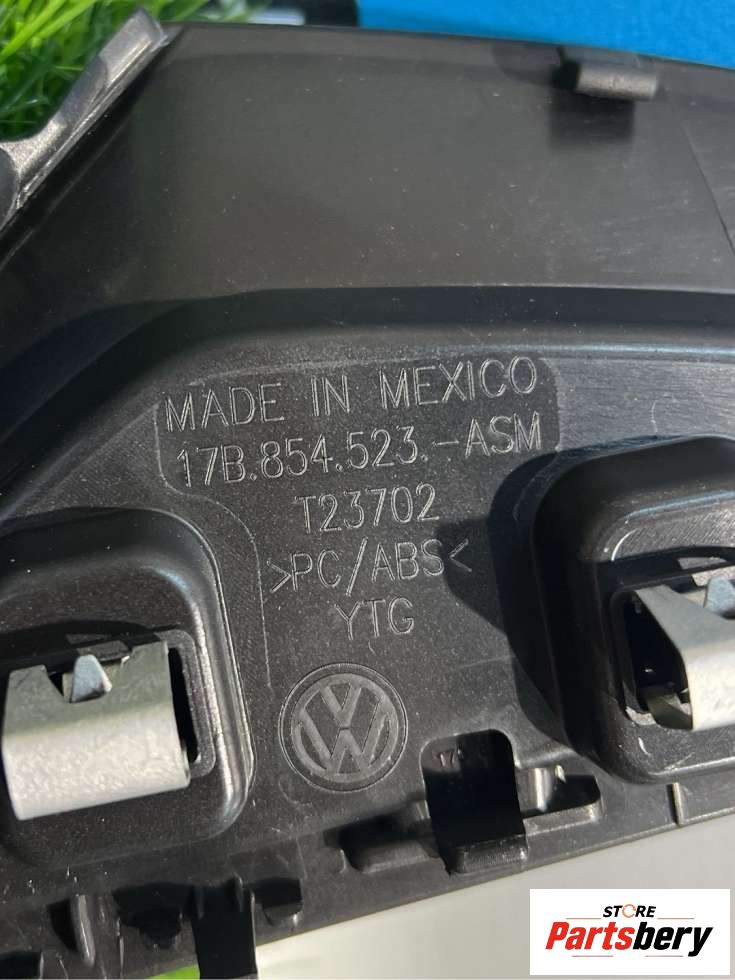 MADE IN MEXICO
17B.854.523.-ASM
T23702
>PC/ABS<
YTG
STORE
Partsbery